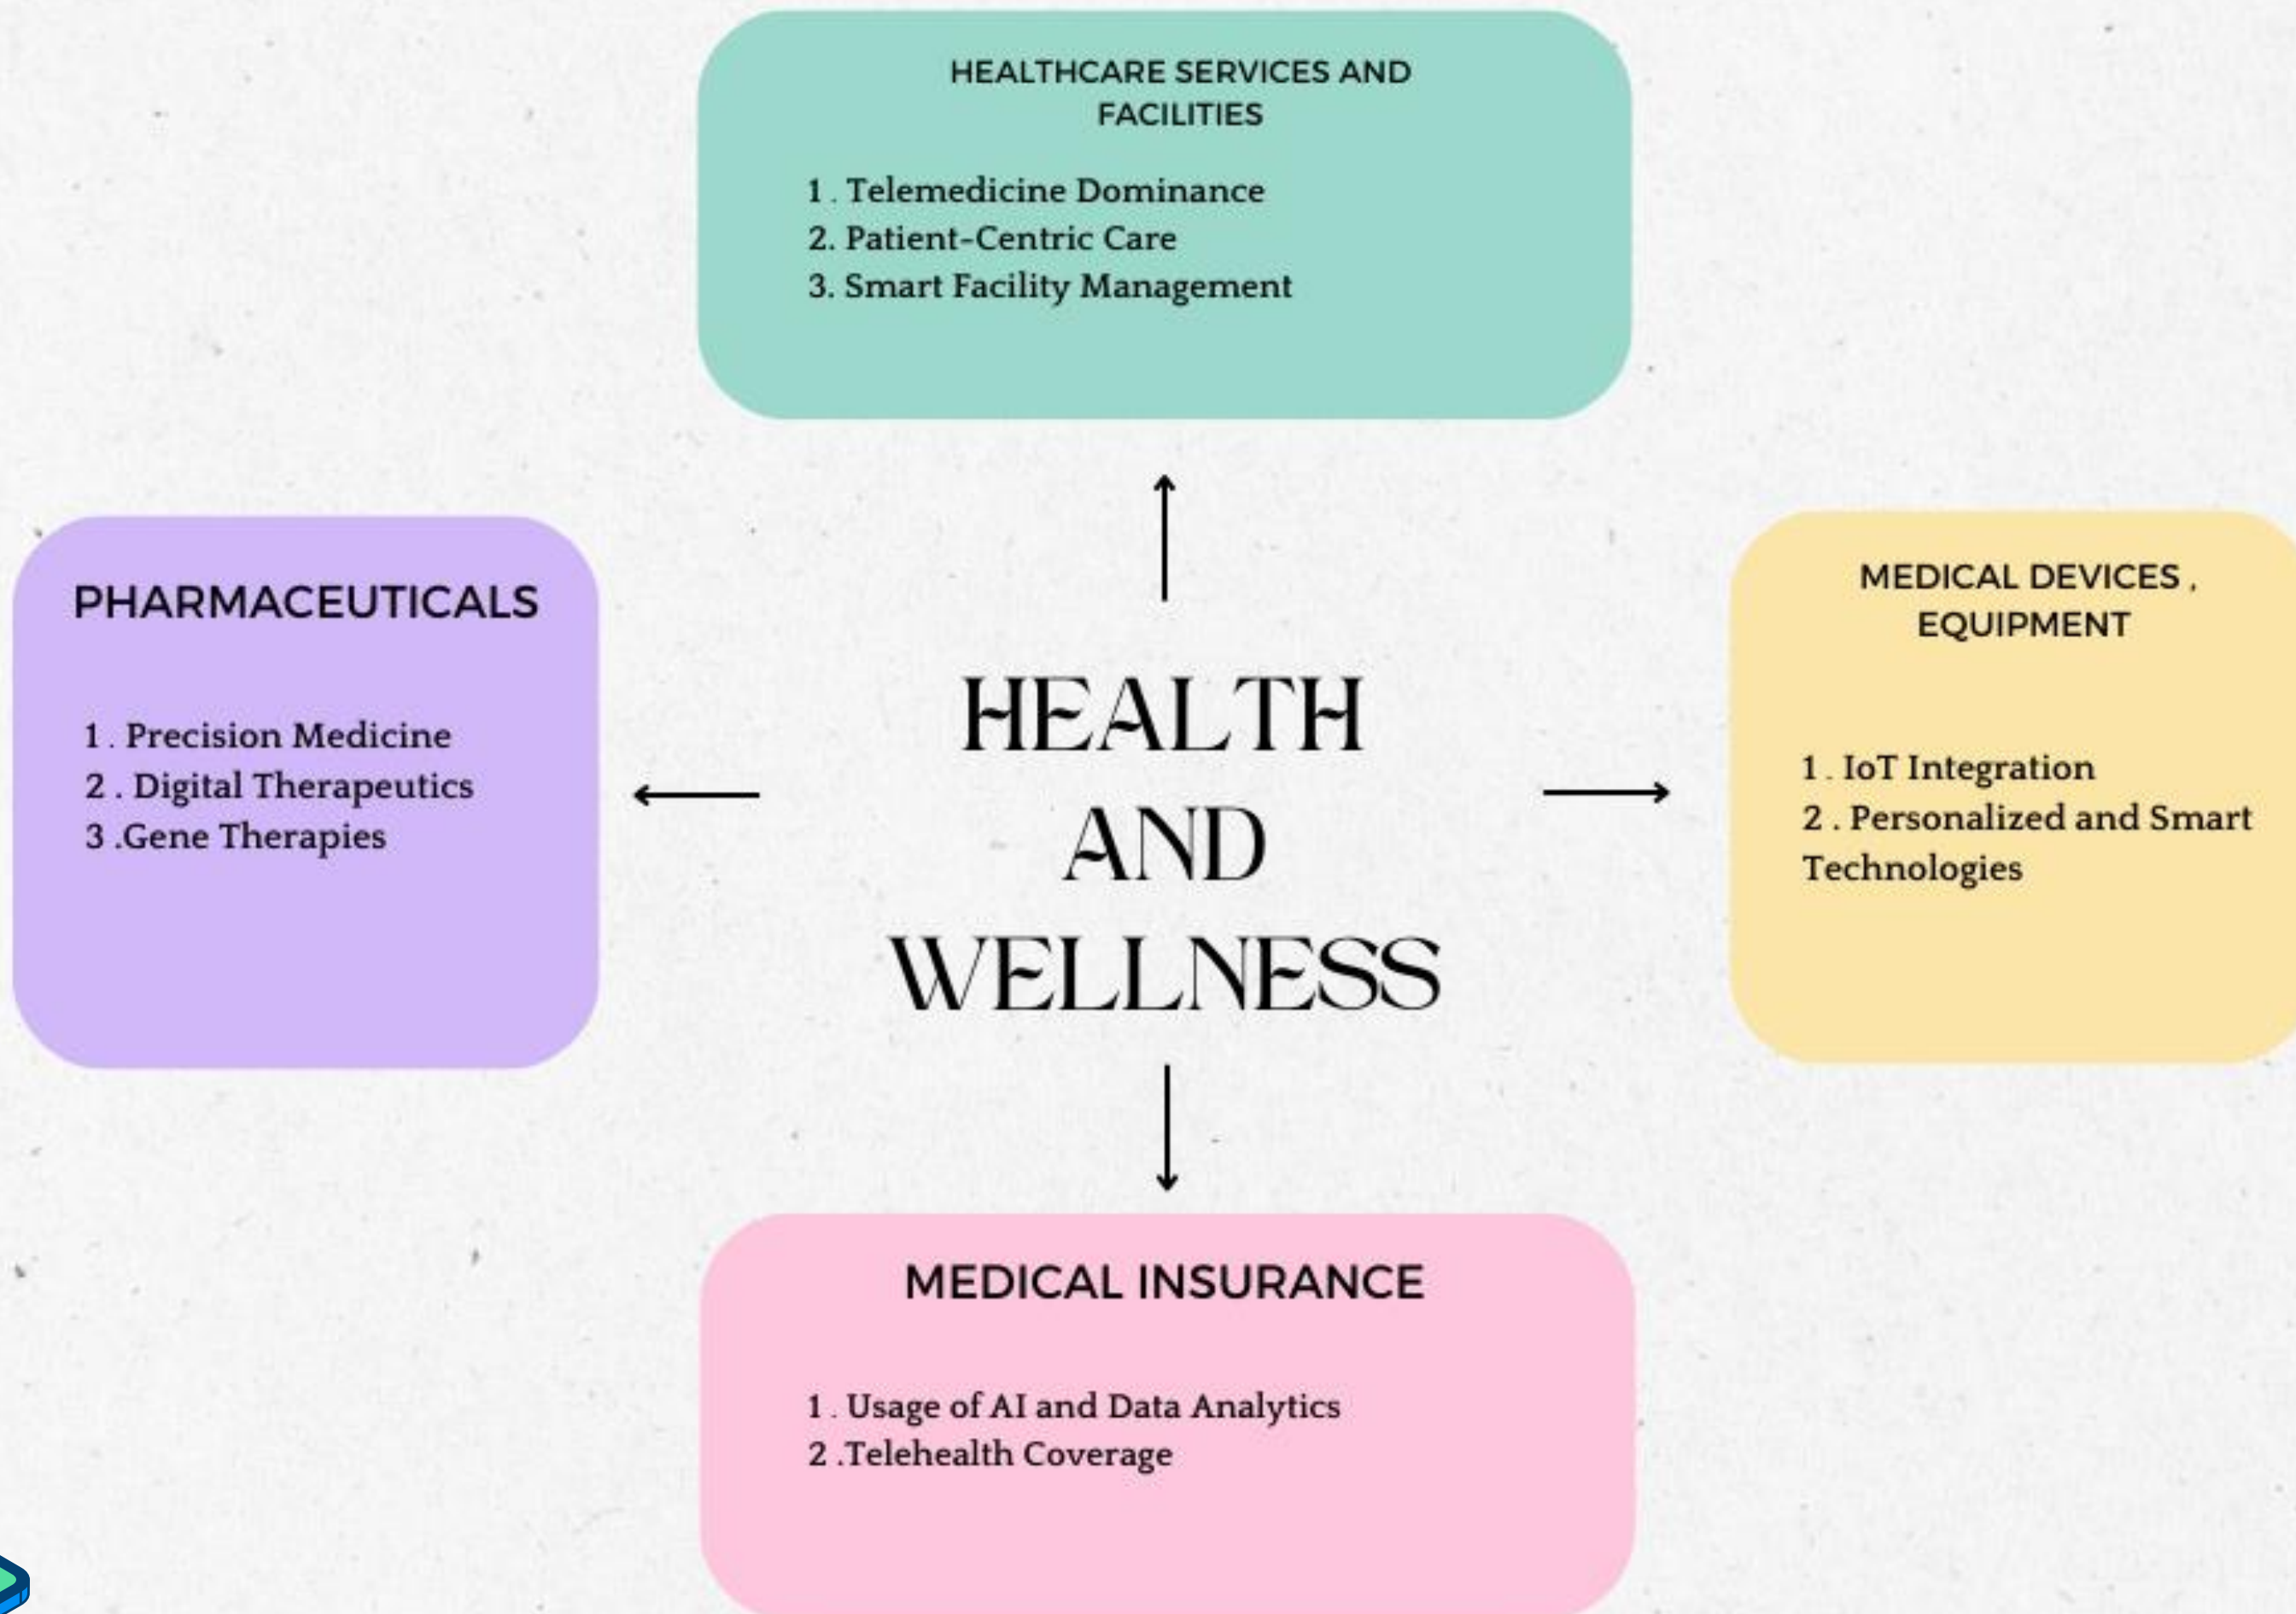 HEALTHCARE SERVICES AND
FACILITIES
1 . Telemedicine Dominance
2. Patient-Centric Care
3. Smart Facility Management
PHARMACEUTICALS
1 . Precision Medicine
2 . Digital Therapeutics
3 .Gene Therapies
HEALTH
AND
WELLNESS
MEDICAL DEVICES ,
EQUIPMENT
1 . IoT Integration
2 . Personalized and Smart
Technologies
MEDICAL INSURANCE
1 . Usage of AI and Data Analytics
2 .Telehealth Coverage